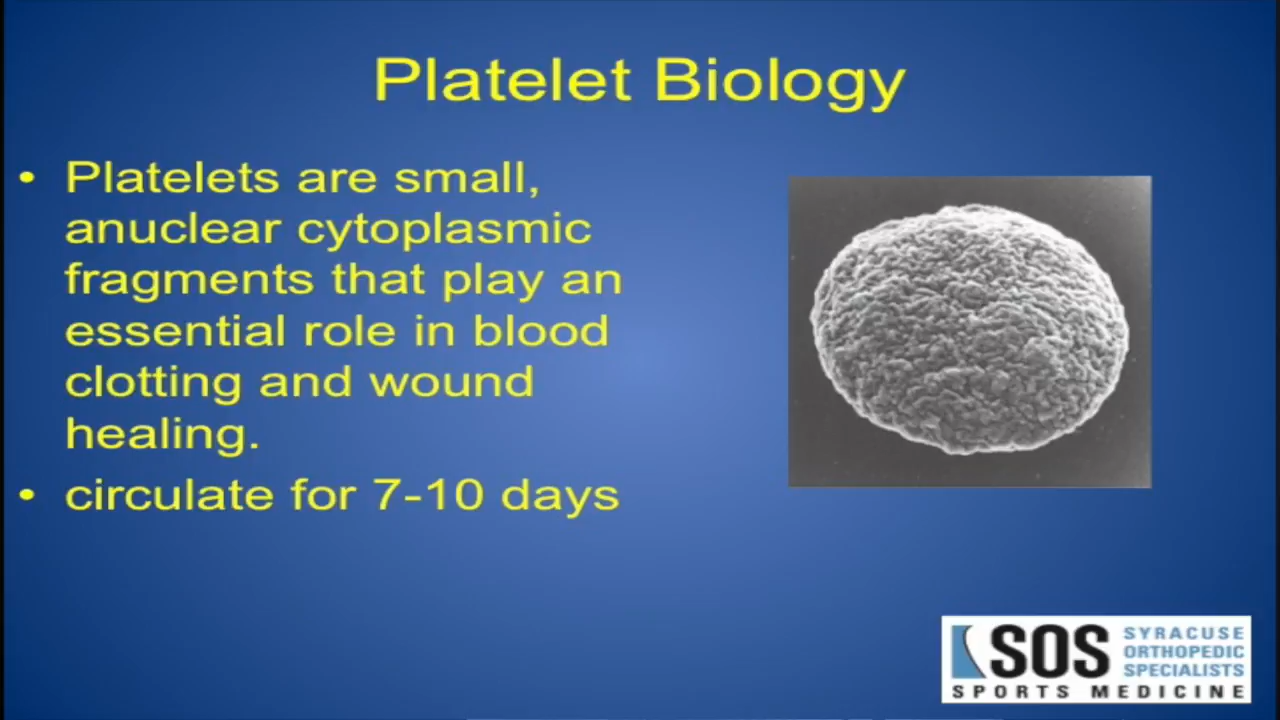 Platelet Biology
• Platelets are small,
anuclear cytoplasmic
fragments that play an
essential role in blood
clotting and wound
healing.
• circulate for 7-10 days
SOS SYRACUSE
ORTHOPEDIC
SPECIALISTS
SPORTS MEDICINE